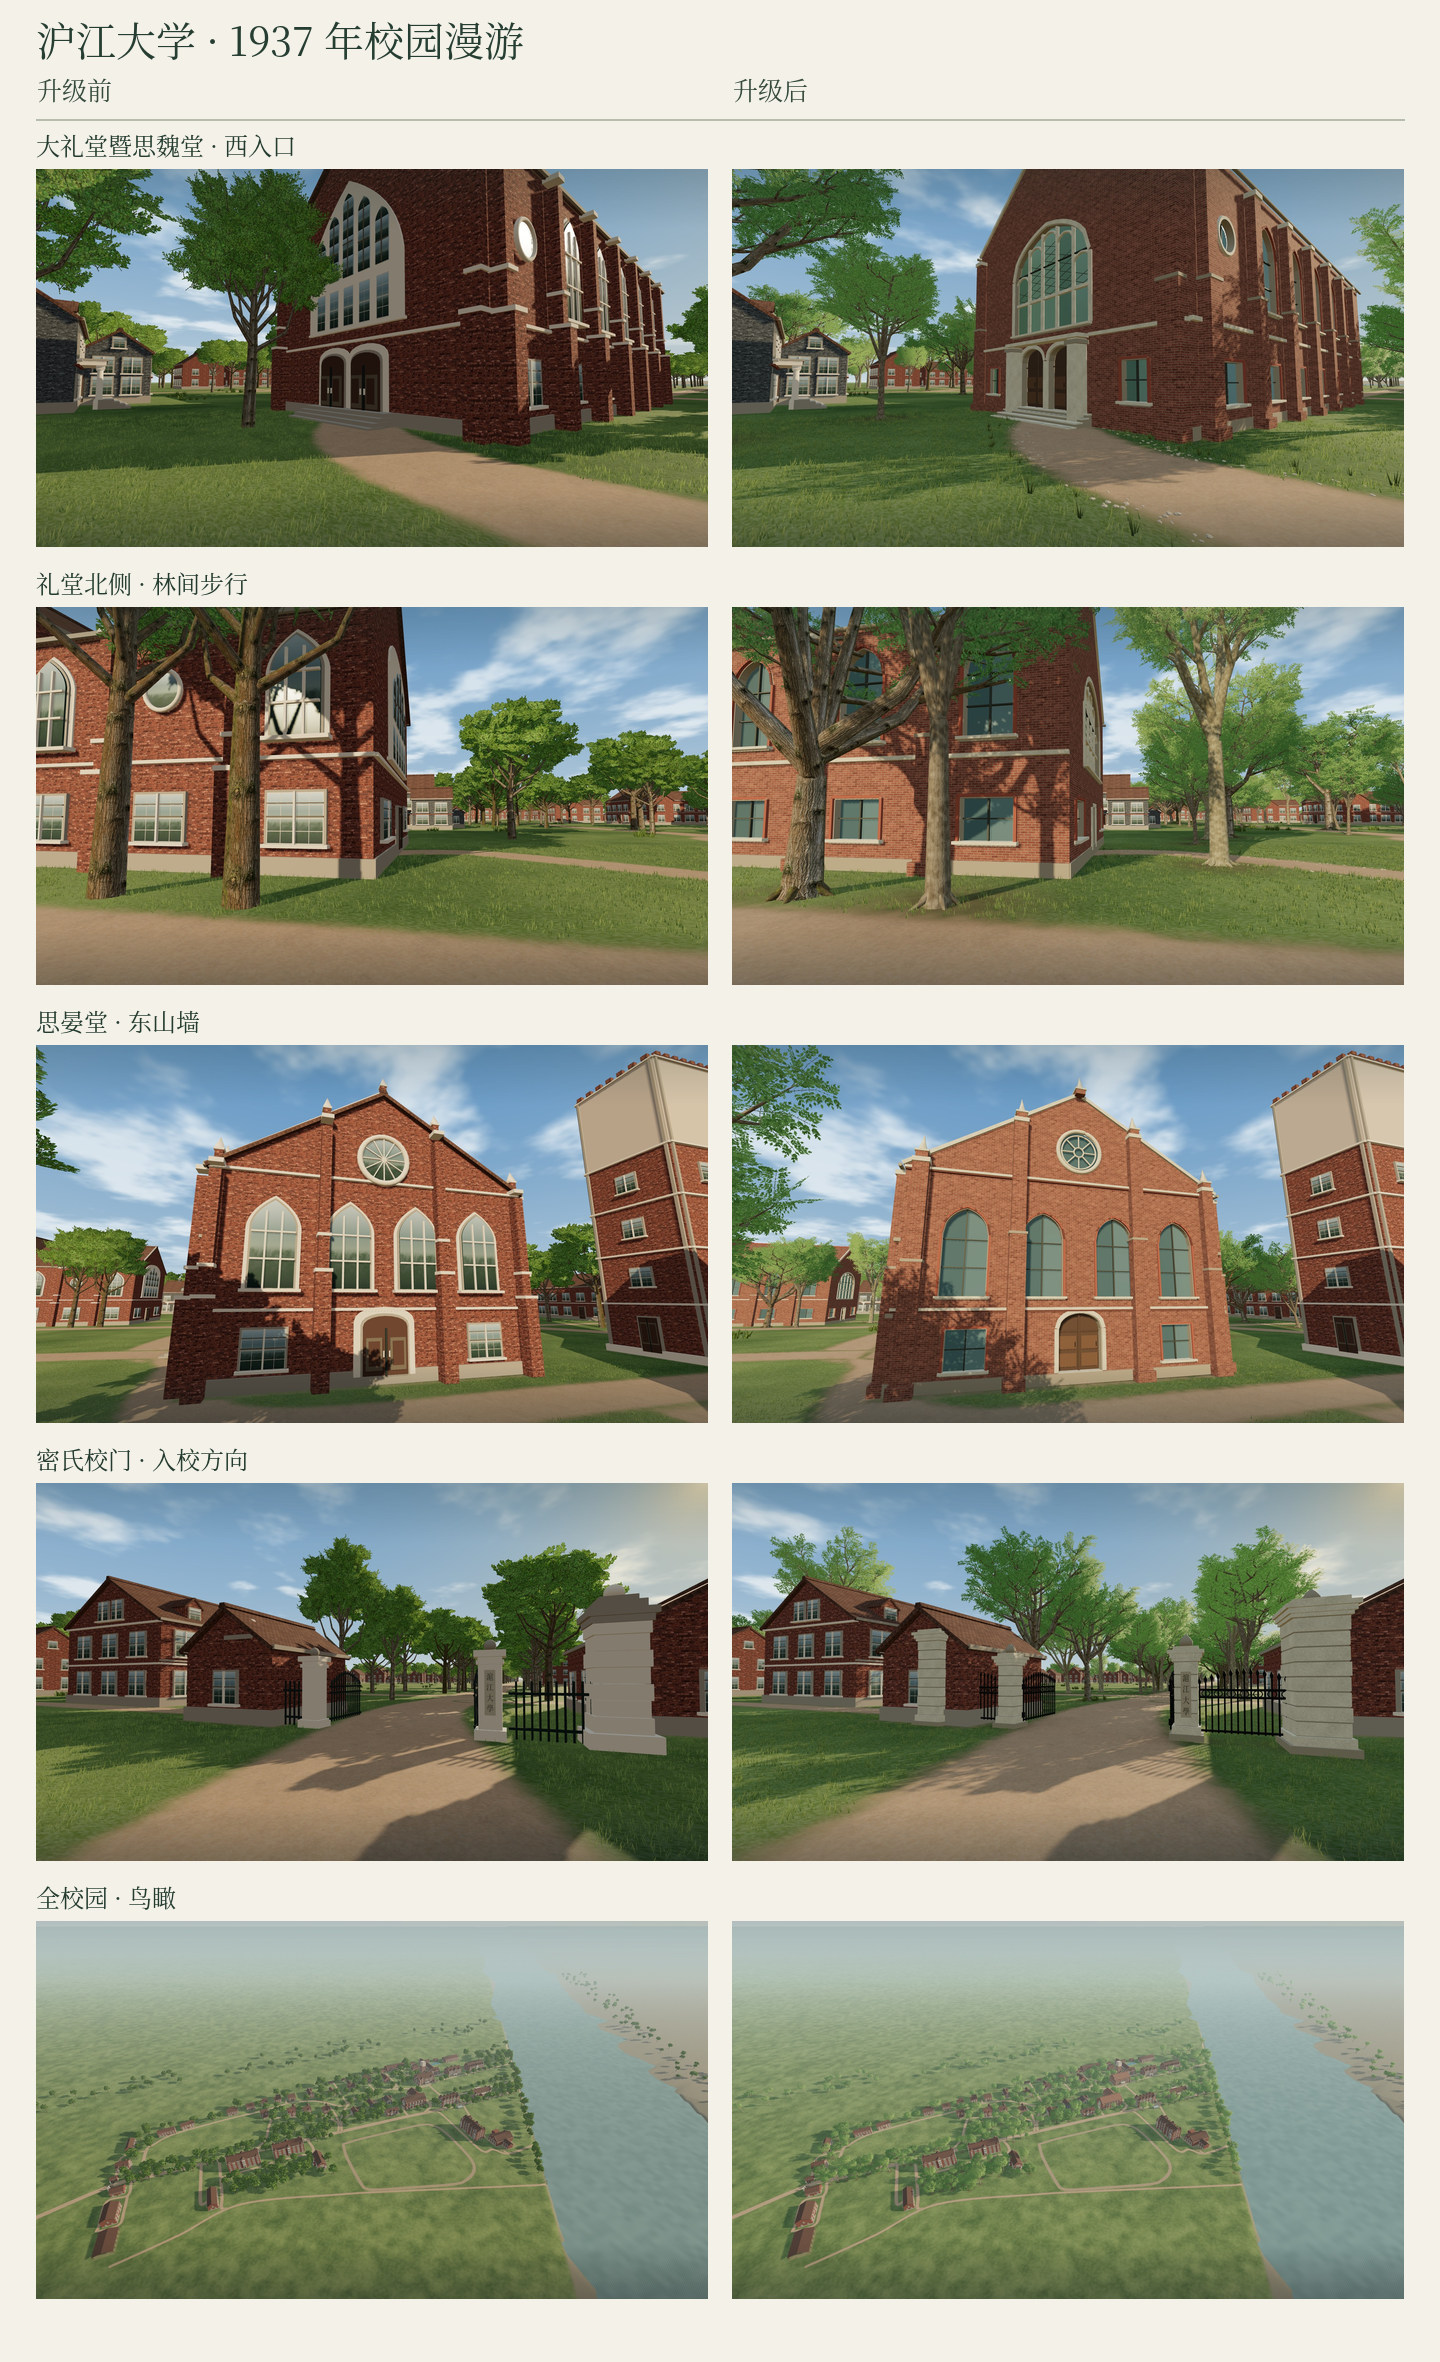 沪江大学 · 1937 年校园漫游
升级前
升级后
大礼堂暨思魏堂 · 西入口
礼堂北侧 · 林间步行
思晏堂 · 东山墙
密氏校门 · 入校方向
全校园 · 鸟瞰